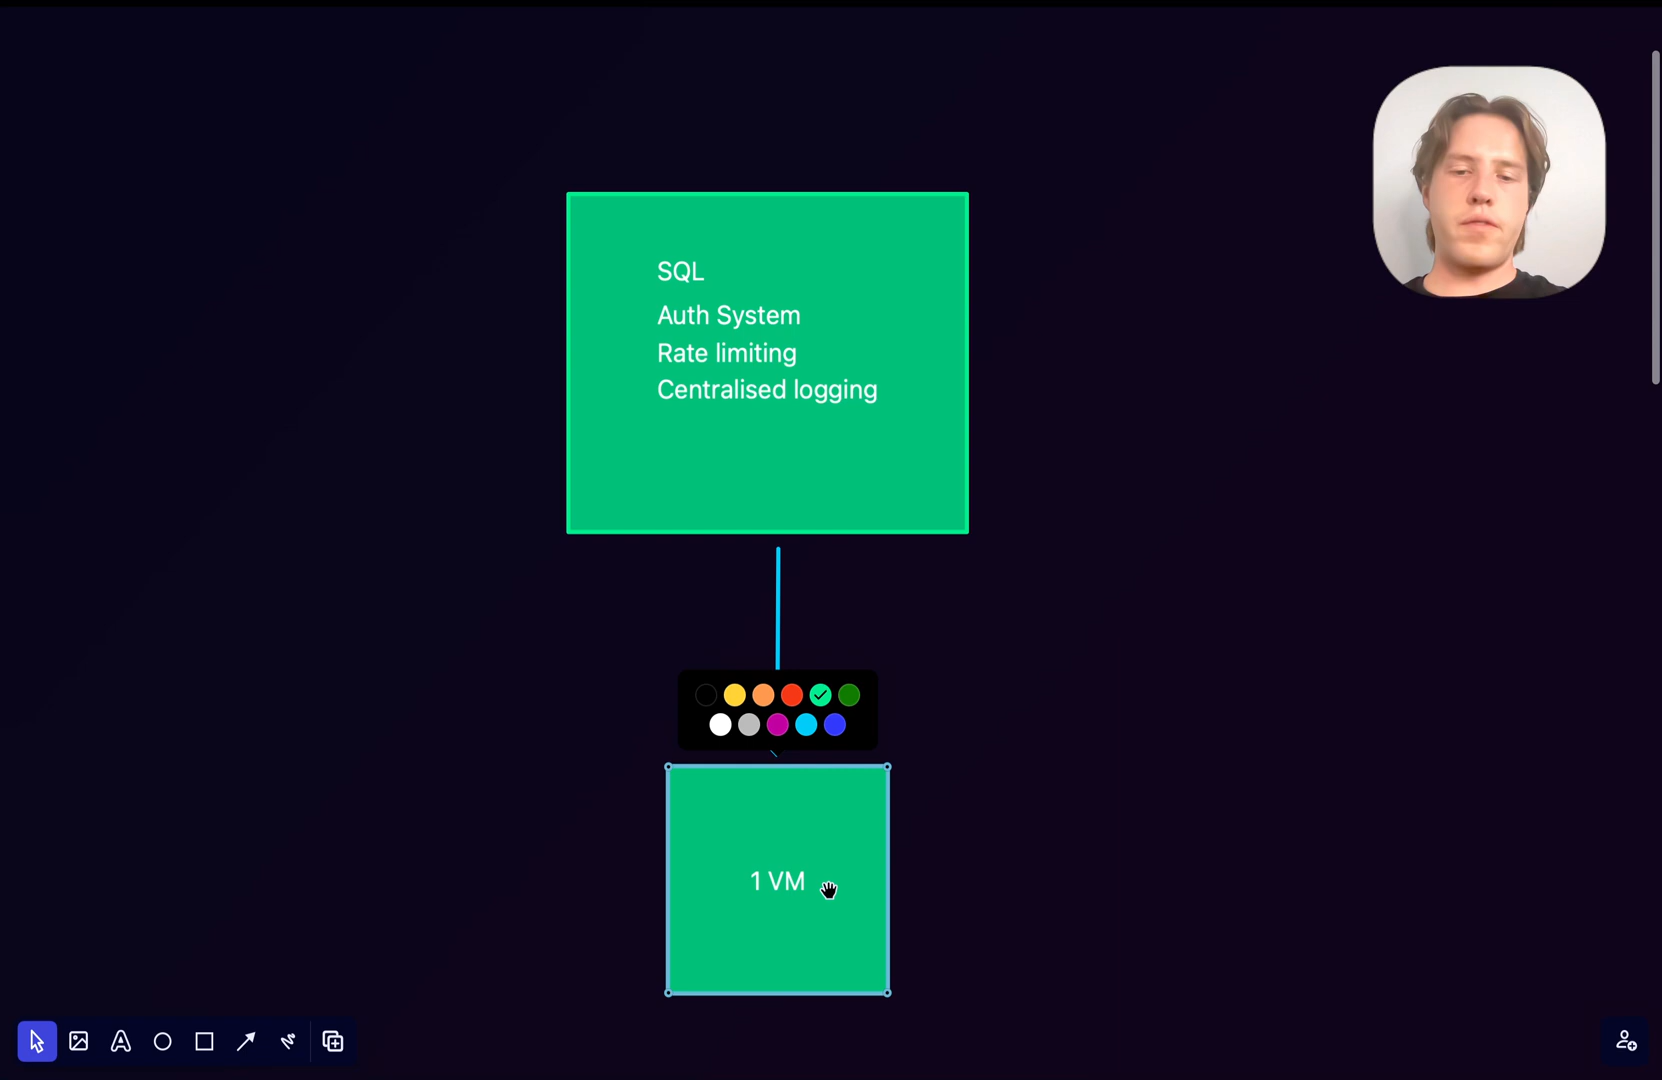 SQL
Auth System
Rate limiting
Centralised logging
1 VM